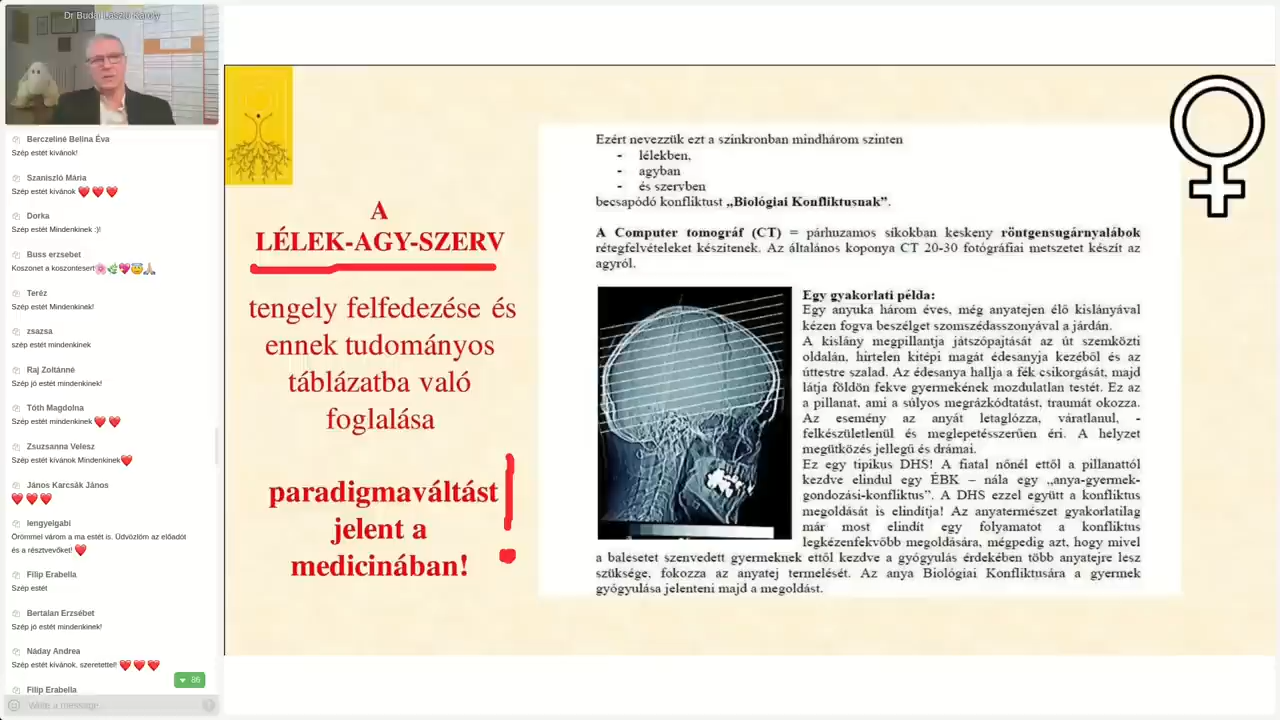 Dr Budai László Károly
Berczeliné Belina Éva
Szép estét kívánok!
Szaniszló Mária
Szép estét kívánok
Dorka
Szép estét Mindenkinek :)!
Buss erzsebet
Koszonet a koszontesert
Teréz
Szép estét Mindenkinek!
zsazsa
szép estét mindenkinek
Raj Zoltánné
Szép jó estét mindenkinek!
Tóth Magdolna
Szép estét mindenkinek
Zsuzsanna Velesz
Szép estét kívánok Mindenkinek
János Karcsák János
lengyelgabi
Örömmel várom a ma estét is. Üdvözlöm az előadót
és a résztvevőket!
Filip Erabella
Szép estét
Bertalan Erzsébet
Szép jó estét mindenkinek!
Náday Andrea
Szép estét kívánok, szeretettel!
86
Filip Erabella
Write a message...
A
LÉLEK-AGY-SZERV
tengely felfedezése és
ennek tudományos
táblázatba való
foglalása
paradigmaváltást
jelent a
medicinában!
Ezért nevezzük ezt a szinkronban mindhárom szinten
- lélekben,
- agyban
- és szervben
becsapódó konfliktust „Biológiai Konfliktusnak”.
A Computer tomográf (CT) = párhuzamos síkokban keskeny röntgensugárnyalábok
rétegfelvételeket készítenek. Az általános koponya CT 20-30 fotográfiai metszetet készít az
agyról.
Egy gyakorlati példa:
Egy anyuka három éves, még anyatejen élő kislányával
kézen fogva beszélget szomszédasszonyával a járdán.
A kislány megpillantja játszópajtását az út szemközti
oldalán, hirtelen kitépi magát édesanyja kezéből és az
úttestre szalad. Az édesanya hallja a fék csikorgását, majd
látja földön fekve gyermekének mozdulatlan testét. Ez az
a pillanat, ami a súlyos megrázkódtatást, traumát okozza.
Az esemény az anyát letaglózza, váratlanul, -
felkészületlenül és meglepetésszerűen éri. A helyzet
megütközés jellegű és drámai.
Ez egy tipikus DHS! A fiatal nőnél ettől a pillanattól
kezdve elindul egy ÉBK – nála egy „anya-gyermek-
gondozási-konfliktus”. A DHS ezzel együtt a konfliktus
megoldását is elindítja! Az anyatermészet gyakorlatilag
már most elindít egy folyamatot a konfliktus
legkézenfekvőbb megoldására, mégpedig azt, hogy mivel
a balesetet szenvedett gyermeknek ettől kezdve a gyógyulás érdekében több anyatejre lesz
szüksége, fokozza az anyatej termelését. Az anya Biológiai Konfliktusára a gyermek
gyógyulása jelenteni majd a megoldást.